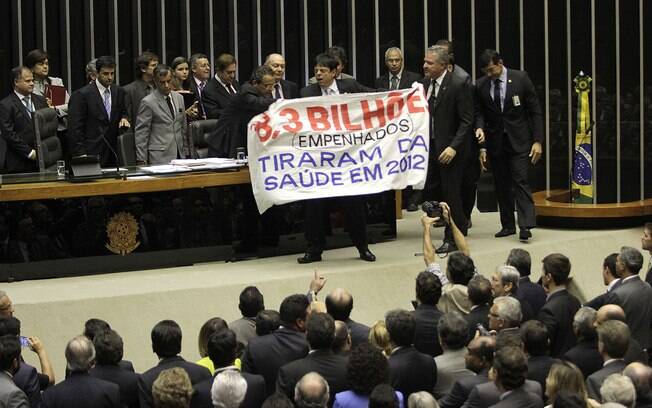 8,3 BILHÕES
(EMPENHADOS)
TIRARAM DA
SAÚDE EM 2012